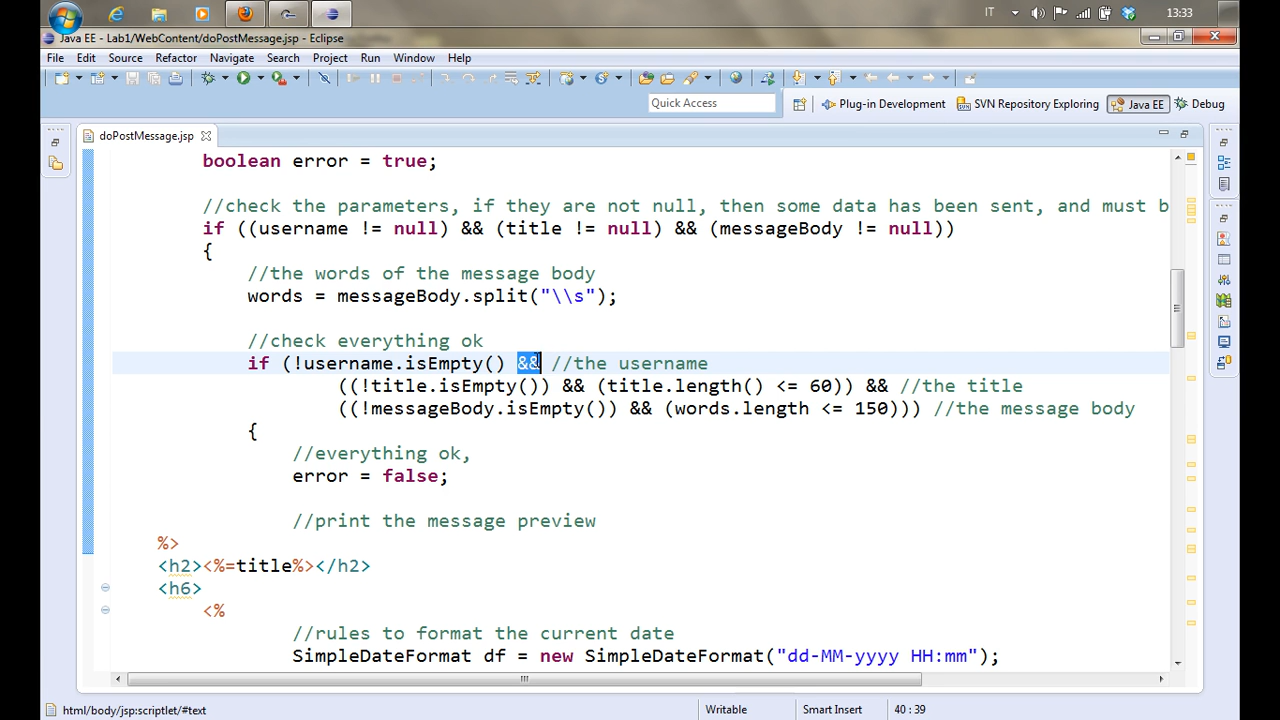 IT 13:33
Java EE - Lab1/WebContent/doPostMessage.jsp - Eclipse
File Edit Source Refactor Navigate Search Project Run Window Help
Quick Access Plug-in Development SVN Repository Exploring Java EE Debug
doPostMessage.jsp
boolean error = true;
//check the parameters, if they are not null, then some data has been sent, and must b
if ((username != null) && (title != null) && (messageBody != null))
{
//the words of the message body
words = messageBody.split("\\s");
//check everything ok
if (!username.isEmpty() && //the username
((!title.isEmpty()) && (title.length() <= 60)) && //the title
((!messageBody.isEmpty()) && (words.length <= 150))) //the message body
{
//everything ok,
error = false;
//print the message preview
%>
<h2><%=title%></h2>
<h6>
<%
//rules to format the current date
SimpleDateFormat df = new SimpleDateFormat("dd-MM-yyyy HH:mm");
html/body/jsp:scriptlet/#text Writable Smart Insert 40 : 39